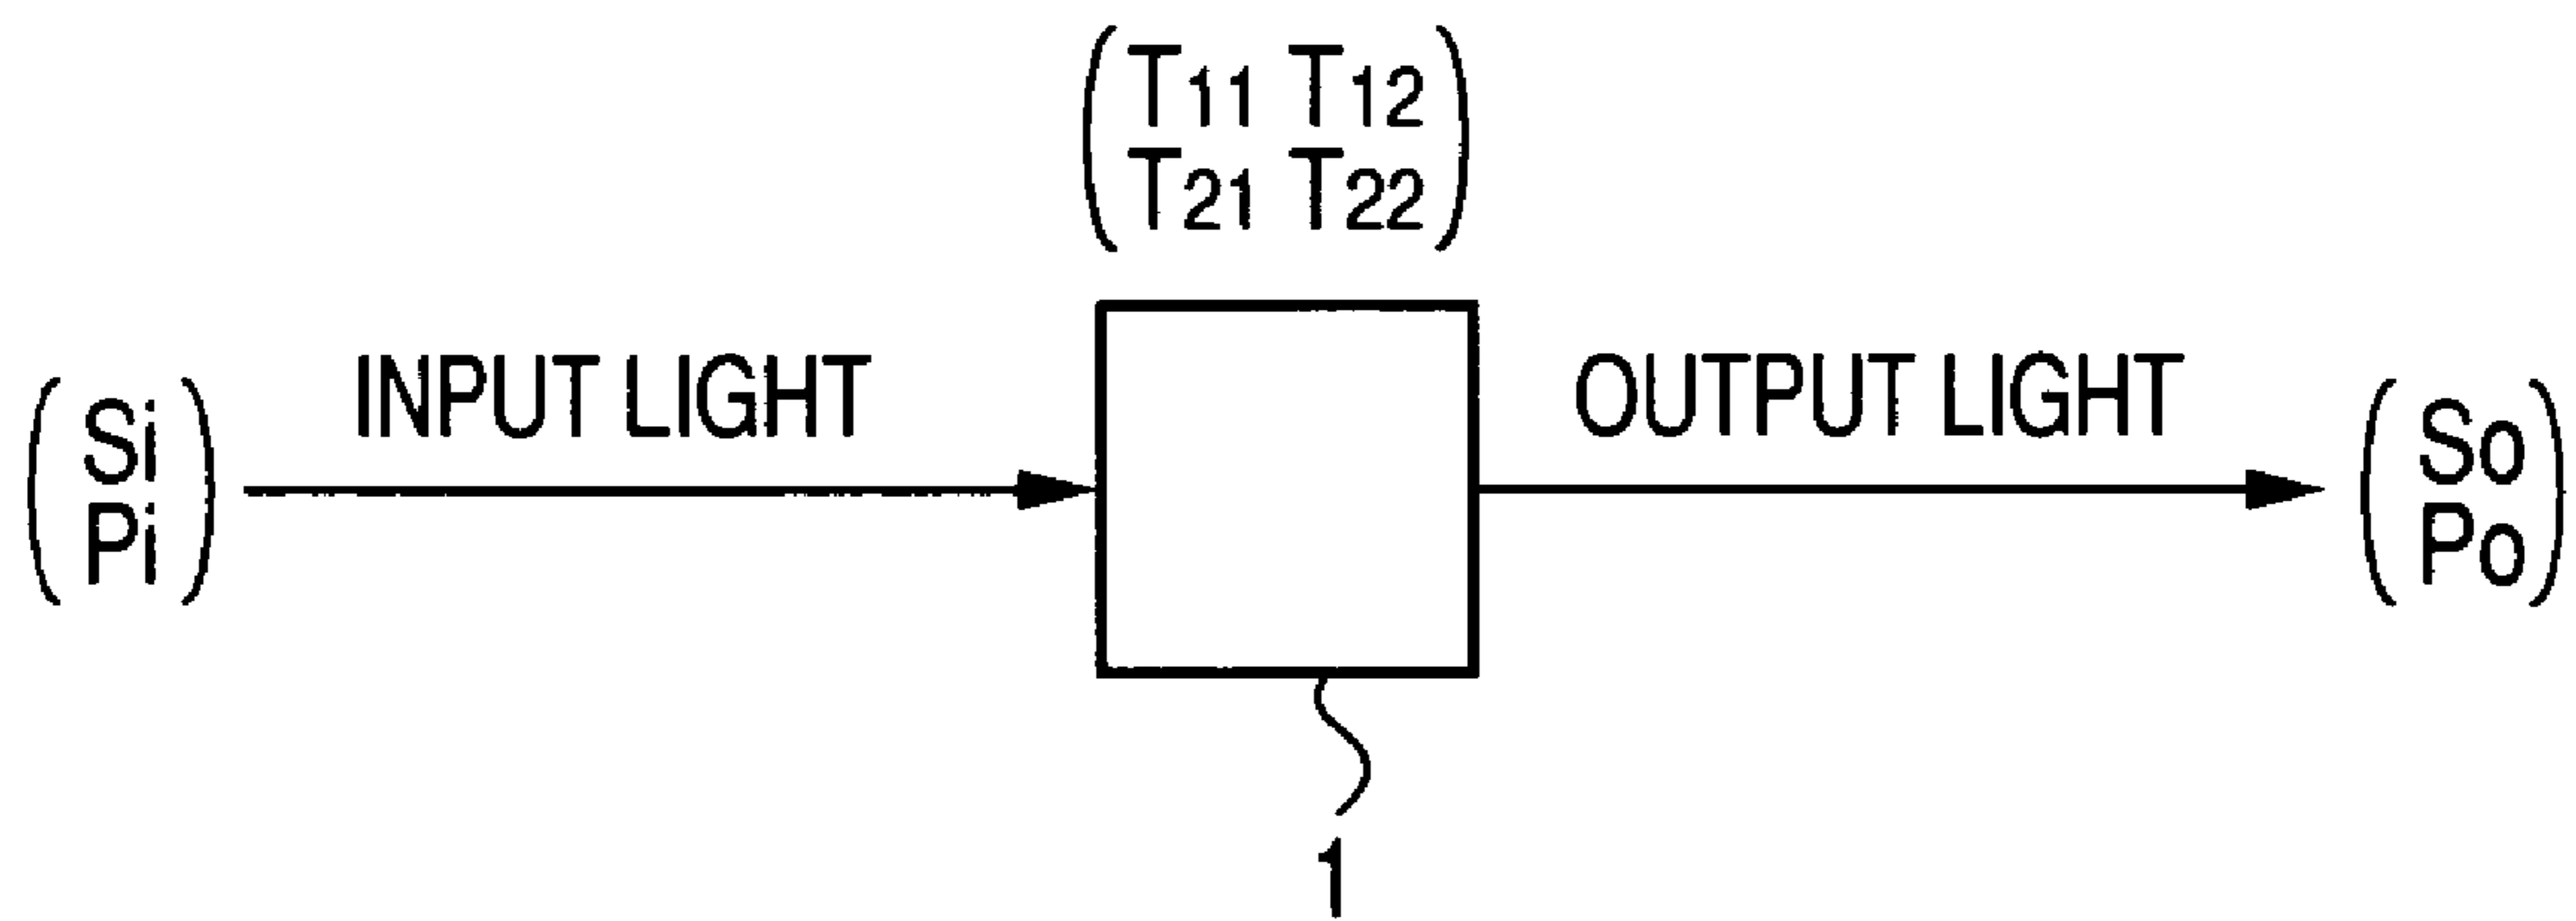 T11 T12
T21 T22
INPUT LIGHT
OUTPUT LIGHT
Si
Pi
So
Po
1